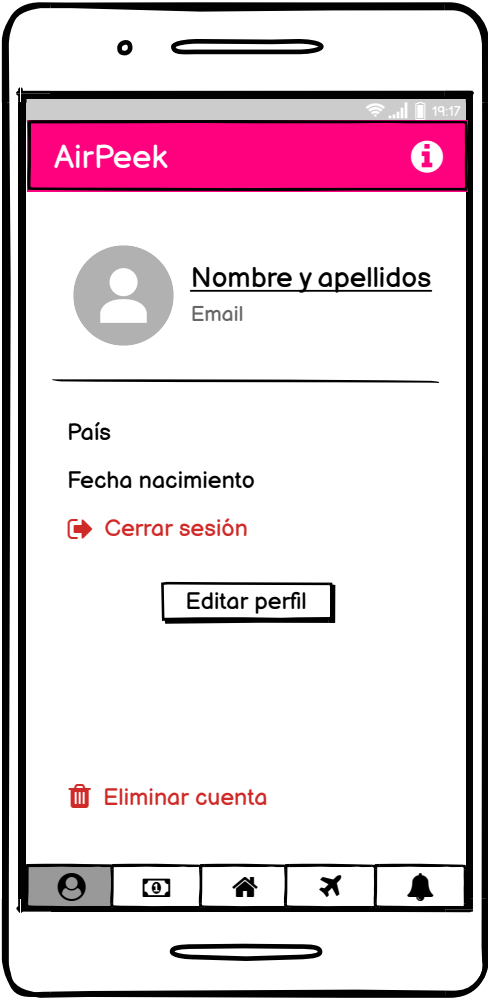 19:17
AirPeek
Nombre y apellidos
Email
País
Fecha nacimiento
Cerrar sesión
Editar perfil
Eliminar cuenta